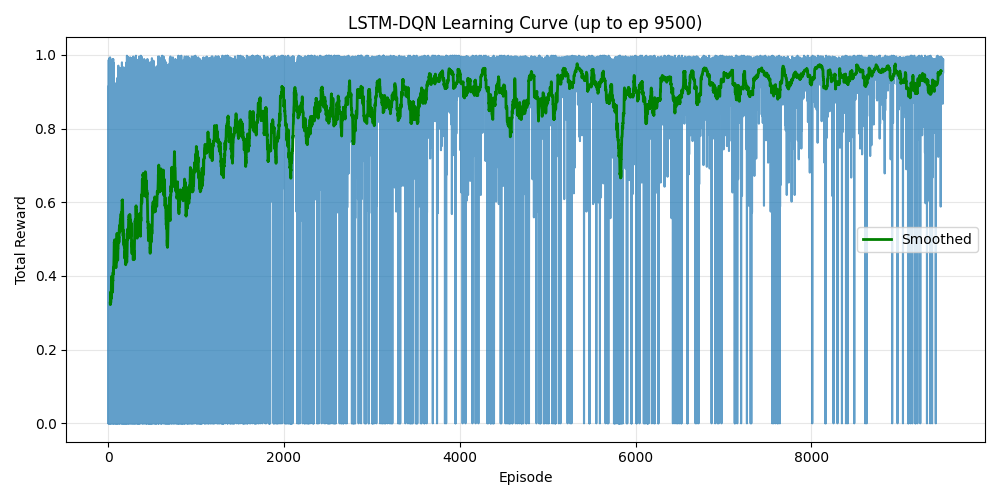 LSTM-DQN Learning Curve (up to ep 9500)
1.0
0.8
0.6
0.4
0.2
0.0
Total Reward
Smoothed
0 2000 4000 6000 8000
Episode